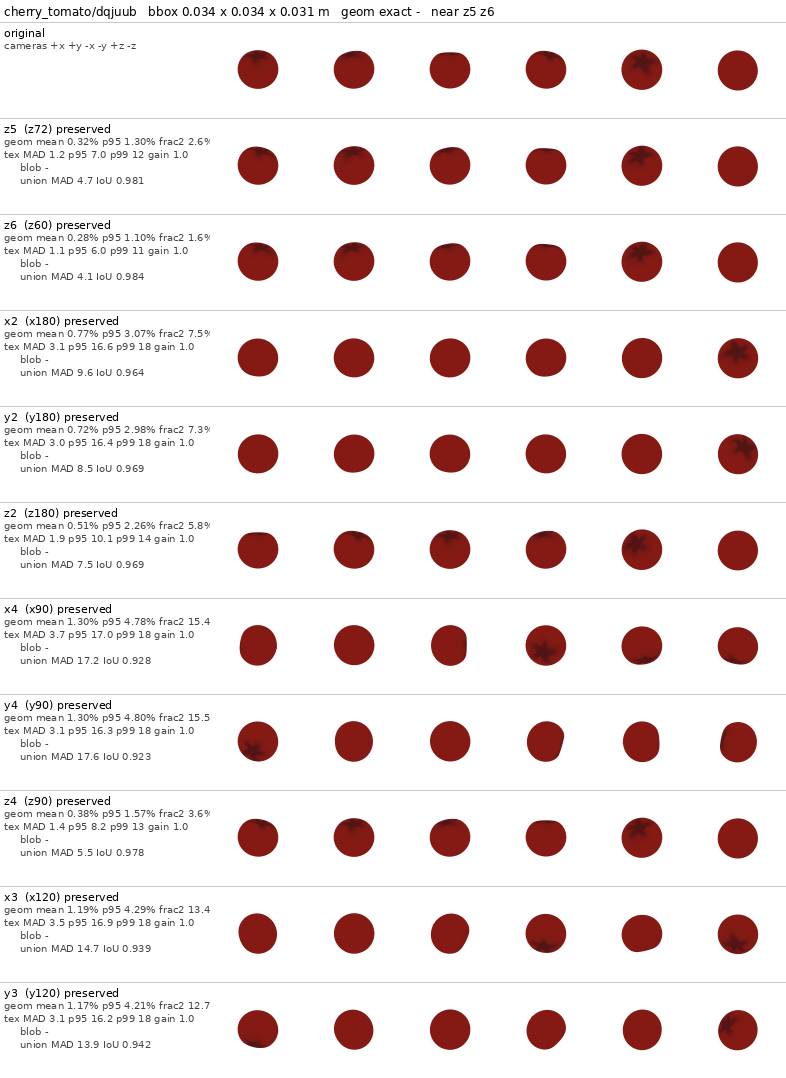 cherry_tomato/dqjuub   bbox 0.034 x 0.034 x 0.031 m   geom exact -   near z5 z6
original
cameras +x +y -x -y +z -z
z5  (z72) preserved
geom mean 0.32% p95 1.30% frac2 2.6%
tex MAD 1.2 p95 7.0 p99 12 gain 1.0
blob -
union MAD 4.7 IoU 0.981
z6  (z60) preserved
geom mean 0.28% p95 1.10% frac2 1.6%
tex MAD 1.1 p95 6.0 p99 11 gain 1.0
blob -
union MAD 4.1 IoU 0.984
x2  (x180) preserved
geom mean 0.77% p95 3.07% frac2 7.5%
tex MAD 3.1 p95 16.6 p99 18 gain 1.0
blob -
union MAD 9.6 IoU 0.964
y2  (y180) preserved
geom mean 0.72% p95 2.98% frac2 7.3%
tex MAD 3.0 p95 16.4 p99 18 gain 1.0
blob -
union MAD 8.5 IoU 0.969
z2  (z180) preserved
geom mean 0.51% p95 2.26% frac2 5.8%
tex MAD 1.9 p95 10.1 p99 14 gain 1.0
blob -
union MAD 7.5 IoU 0.969
x4  (x90) preserved
geom mean 1.30% p95 4.78% frac2 15.4
tex MAD 3.7 p95 17.0 p99 18 gain 1.0
blob -
union MAD 17.2 IoU 0.928
y4  (y90) preserved
geom mean 1.30% p95 4.80% frac2 15.5
tex MAD 3.1 p95 16.3 p99 18 gain 1.0
blob -
union MAD 17.6 IoU 0.923
z4  (z90) preserved
geom mean 0.38% p95 1.57% frac2 3.6%
tex MAD 1.4 p95 8.2 p99 13 gain 1.0
blob -
union MAD 5.5 IoU 0.978
x3  (x120) preserved
geom mean 1.19% p95 4.29% frac2 13.4
tex MAD 3.5 p95 16.9 p99 18 gain 1.0
blob -
union MAD 14.7 IoU 0.939
y3  (y120) preserved
geom mean 1.17% p95 4.21% frac2 12.7
tex MAD 3.1 p95 16.2 p99 18 gain 1.0
blob -
union MAD 13.9 IoU 0.942